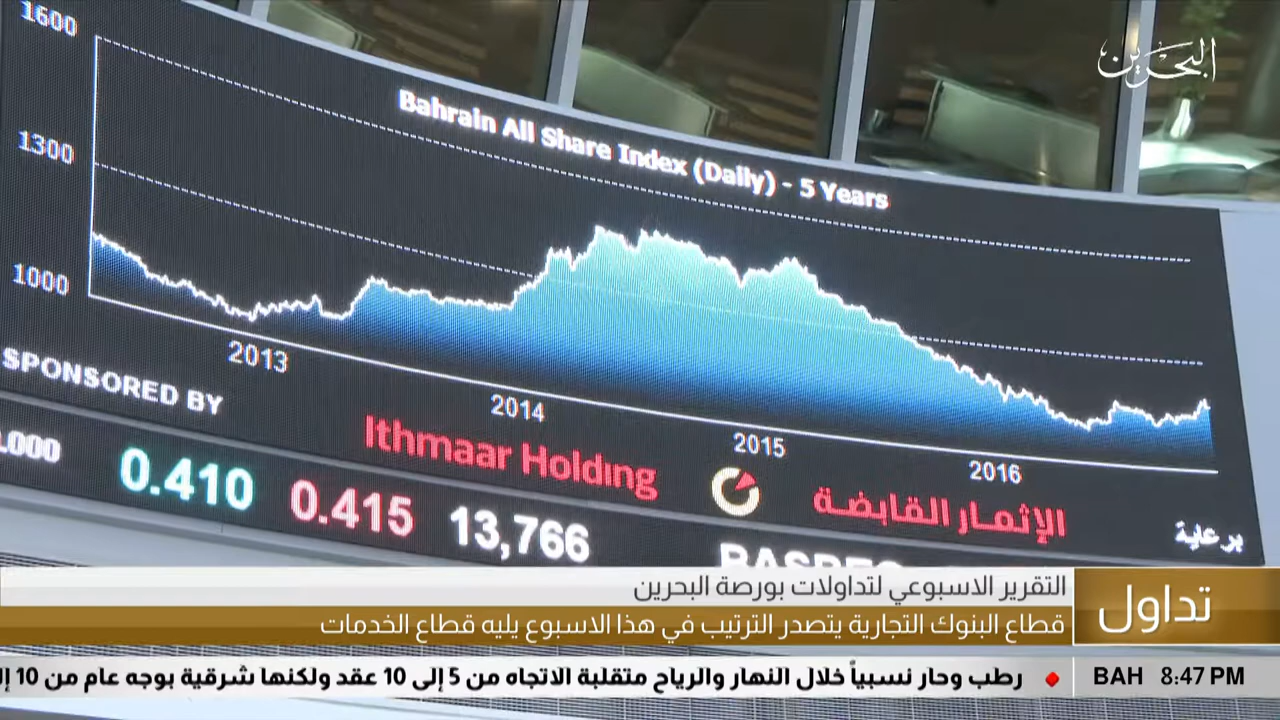 البحرين
1600
Bahrain All Share Index (Daily) - 5 Years
1300
1000
2013
2014
2015
2016
SPONSORED BY
Ithmaar Holding
الإثمار القابضة
برعاية
.000 0.410 0.415 13,766
تداول
التقرير الاسبوعي لتداولات بورصة البحرين
قطاع البنوك التجارية يتصدر الترتيب في هذا الاسبوع يليه قطاع الخدمات
BAH 8:47 PM
رطب وحار نسبياً خلال النهار والرياح متقلبة الاتجاه من 5 إلى 10 عقد ولكنها شرقية بوجه عام من 10